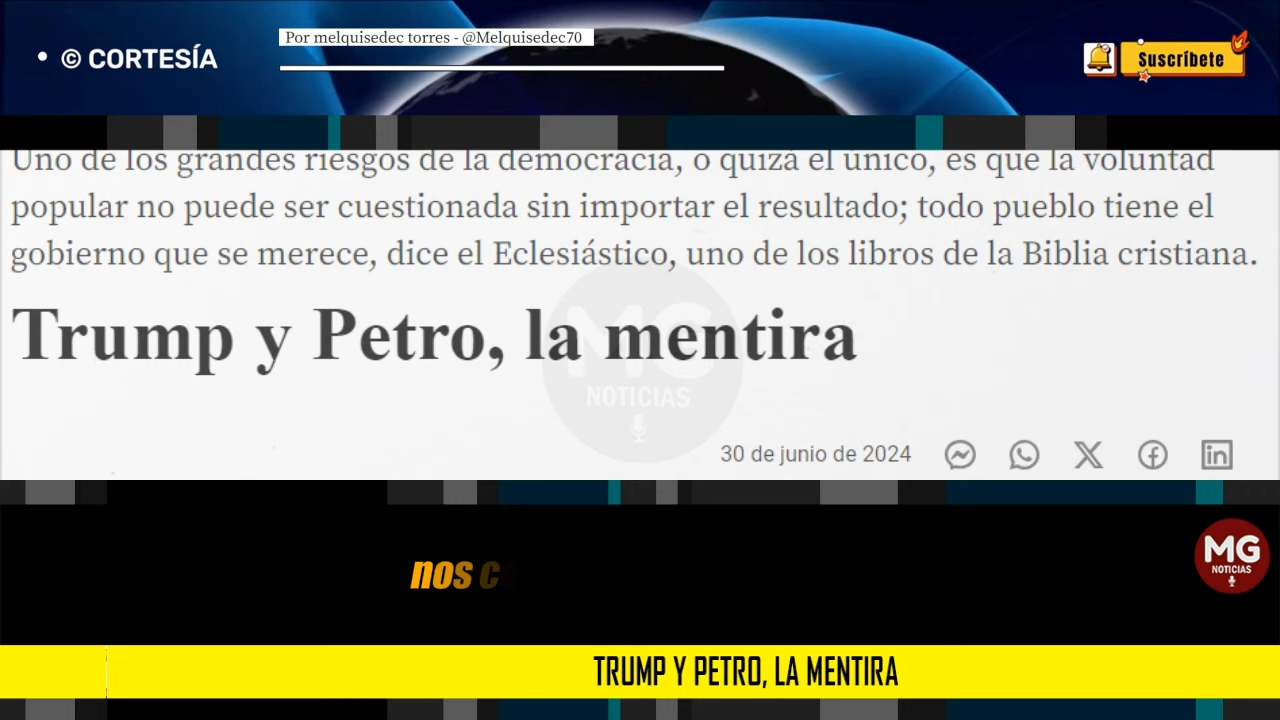 • © CORTESÍA
Por melquisedec torres - @Melquisedec70
Suscríbete
Uno de los grandes riesgos de la democracia, o quizá el único, es que la voluntad
popular no puede ser cuestionada sin importar el resultado; todo pueblo tiene el
gobierno que se merece, dice el Eclesiástico, uno de los libros de la Biblia cristiana.
Trump y Petro, la mentira
MG
NOTICIAS
30 de junio de 2024
nos c
MG
NOTICIAS
TRUMP Y PETRO, LA MENTIRA